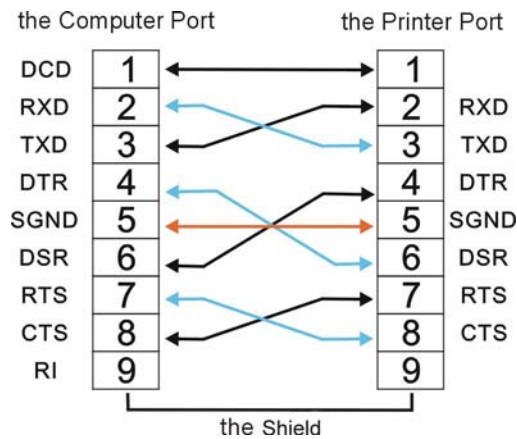 the Computer Port the Printer Port
DCD 1 1
RXD 2 2 RXD
TXD 3 3 TXD
DTR 4 4 DTR
SGND 5 5 SGND
DSR 6 6 DSR
RTS 7 7 RTS
CTS 8 8 CTS
RI 9 9
the Shield